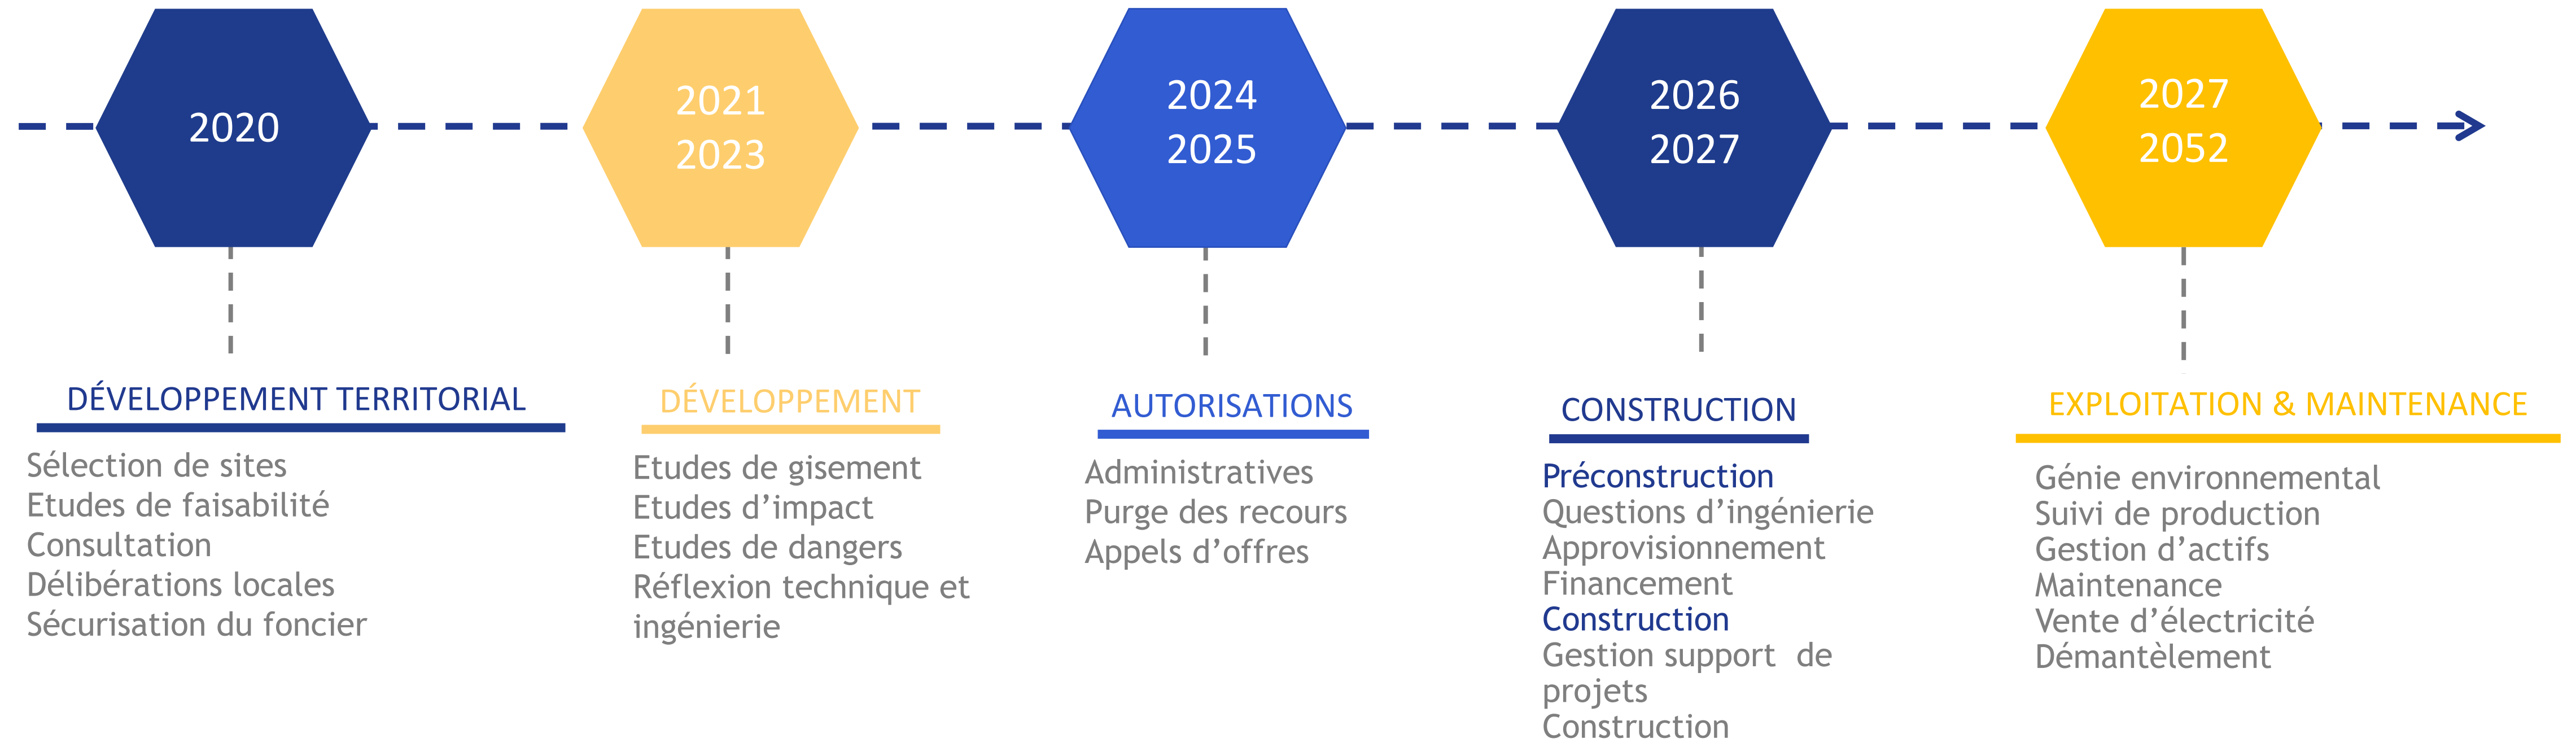 2020
DÉVELOPPEMENT TERRITORIAL
Sélection de sites
Etudes de faisabilité
Consultation
Délibérations locales
Sécurisation du foncier
2021
2023
DÉVELOPPEMENT
Etudes de gisement
Etudes d’impact
Etudes de dangers
Réflexion technique et
ingénierie
2024
2025
AUTORISATIONS
Administratives
Purge des recours
Appels d’offres
2026
2027
CONSTRUCTION
Préconstruction
Questions d’ingénierie
Approvisionnement
Financement
Construction
Gestion support de
projets
Construction
2027
2052
EXPLOITATION & MAINTENANCE
Génie environnemental
Suivi de production
Gestion d’actifs
Maintenance
Vente d’électricité
Démantèlement